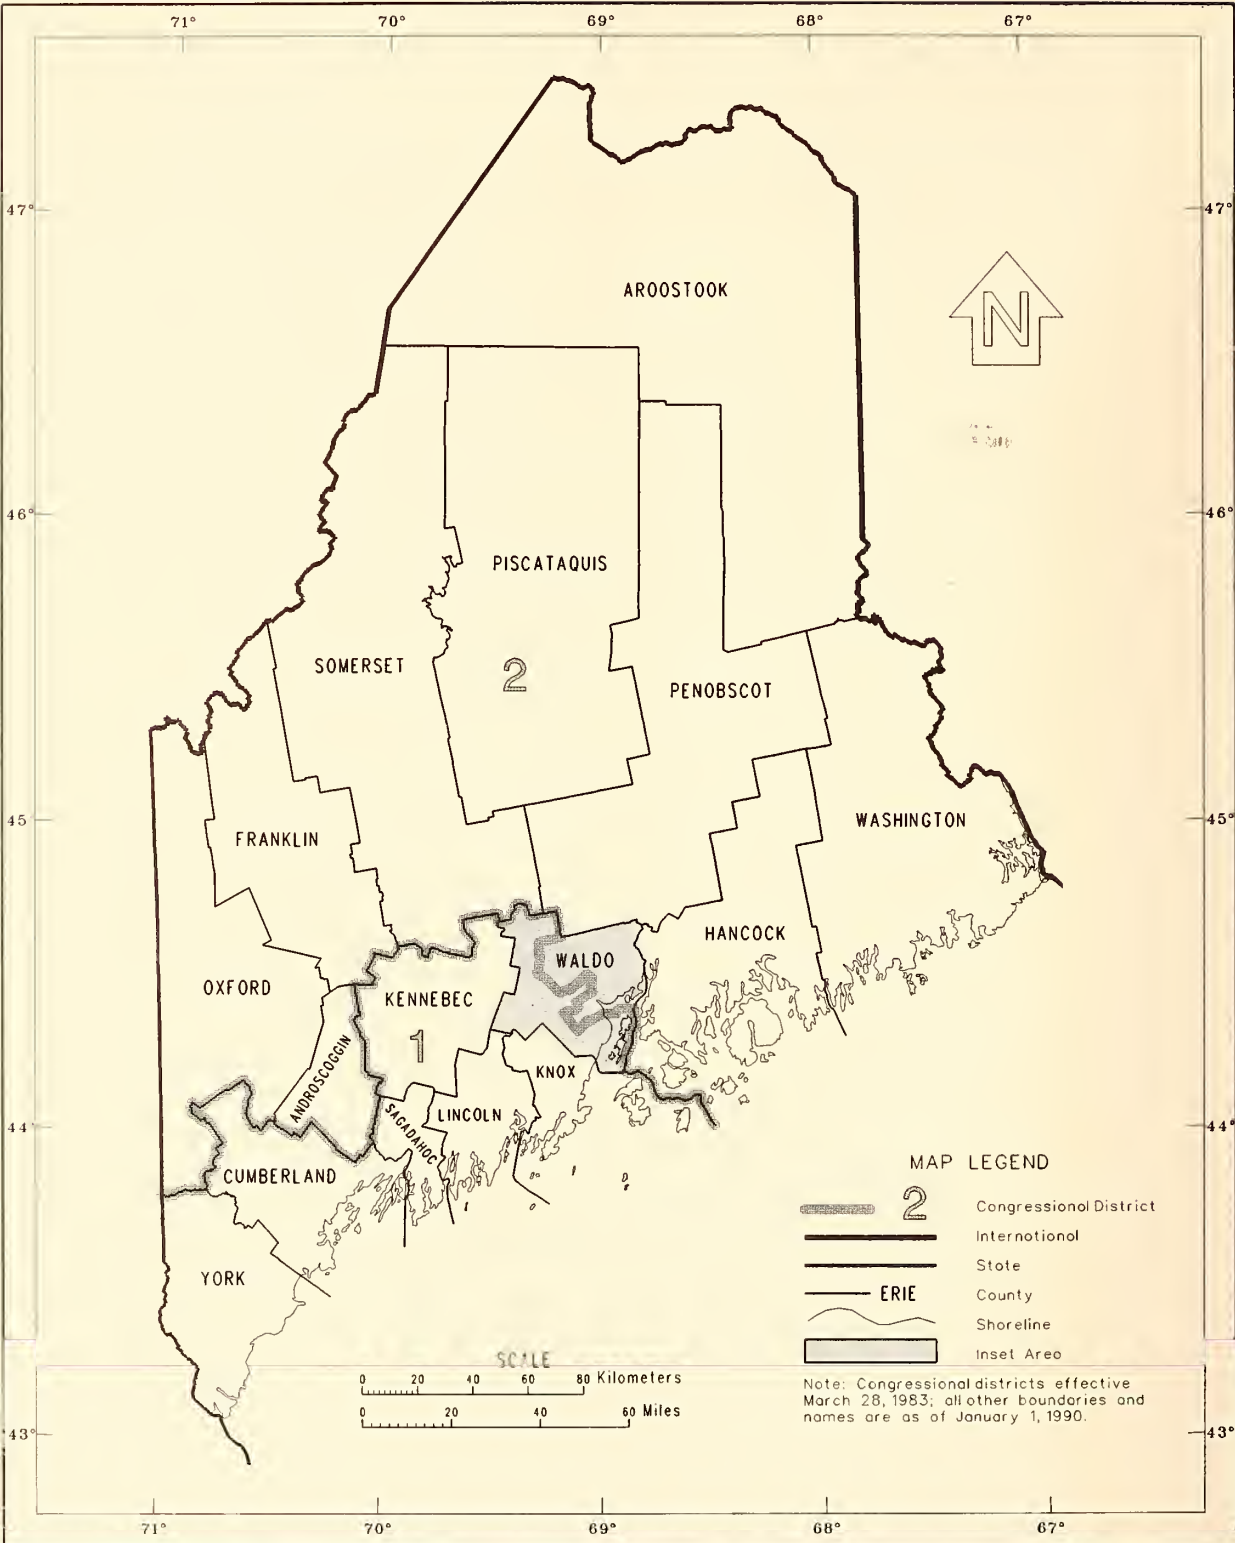 71° 70° 69° 68° 67°
47° 47°
AROOSTOOK
N
46° 46°
PISCATAQUIS
SOMERSET
2
PENOBSCOT
45° 45°
WASHINGTON
FRANKLIN
HANCOCK
WALDO
OXFORD
KENNEBEC
1
ANDROSCOGGIN
KNOX
SAGADAHOC
LINCOLN
44° 44°
CUMBERLAND
YORK
MAP LEGEND
2 Congressional District
International
State
ERIE County
Shoreline
Inset Area
SCALE
0 20 40 60 80 Kilometers
0 20 40 60 Miles
Note: Congressional districts effective
March 28, 1983; all other boundaries and
names are as of January 1, 1990.
43° 43°
71° 70° 69° 68° 67°